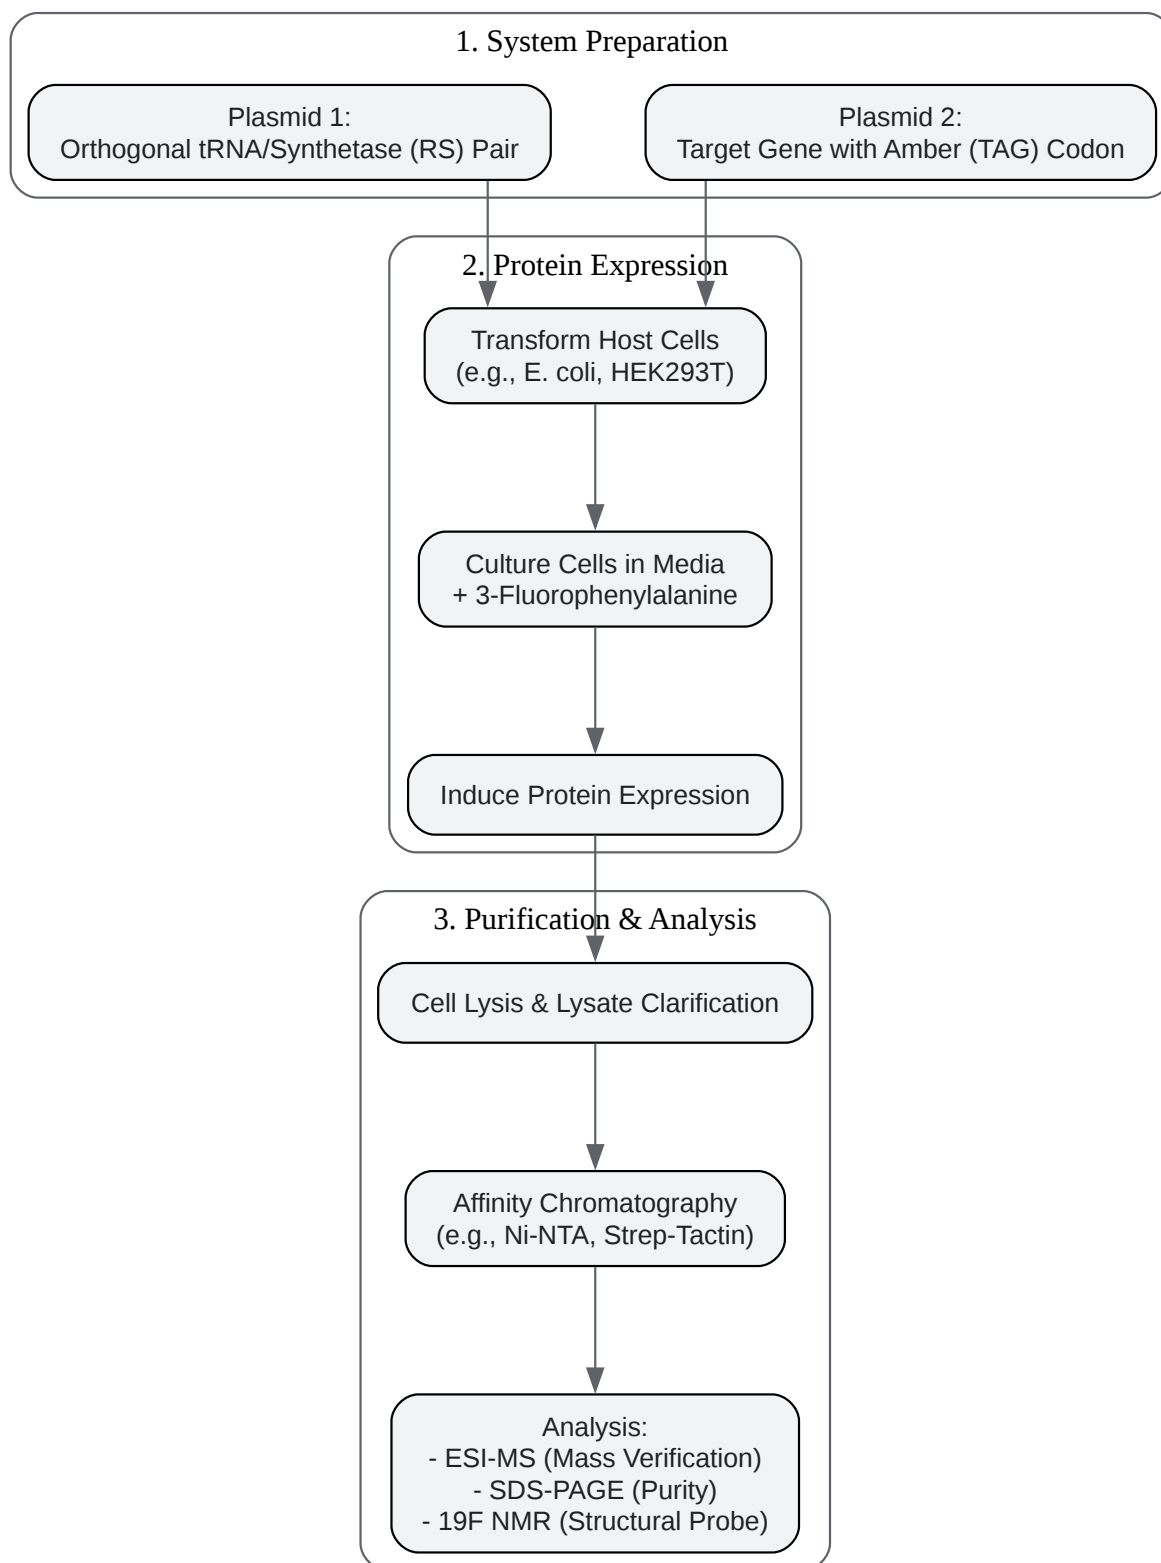 1. System Preparation
Plasmid 1:
Orthogonal tRNA/Synthetase (RS) Pair
Plasmid 2:
Target Gene with Amber (TAG) Codon
2. Protein Expression
Transform Host Cells
(e.g., E. coli, HEK293T)
Culture Cells in Media
+ 3-Fluorophenylalanine
Induce Protein Expression
3. Purification & Analysis
Cell Lysis & Lysate Clarification
Affinity Chromatography
(e.g., Ni-NTA, Strep-Tactin)
Analysis:
- ESI-MS (Mass Verification)
- SDS-PAGE (Purity)
- 19F NMR (Structural Probe)